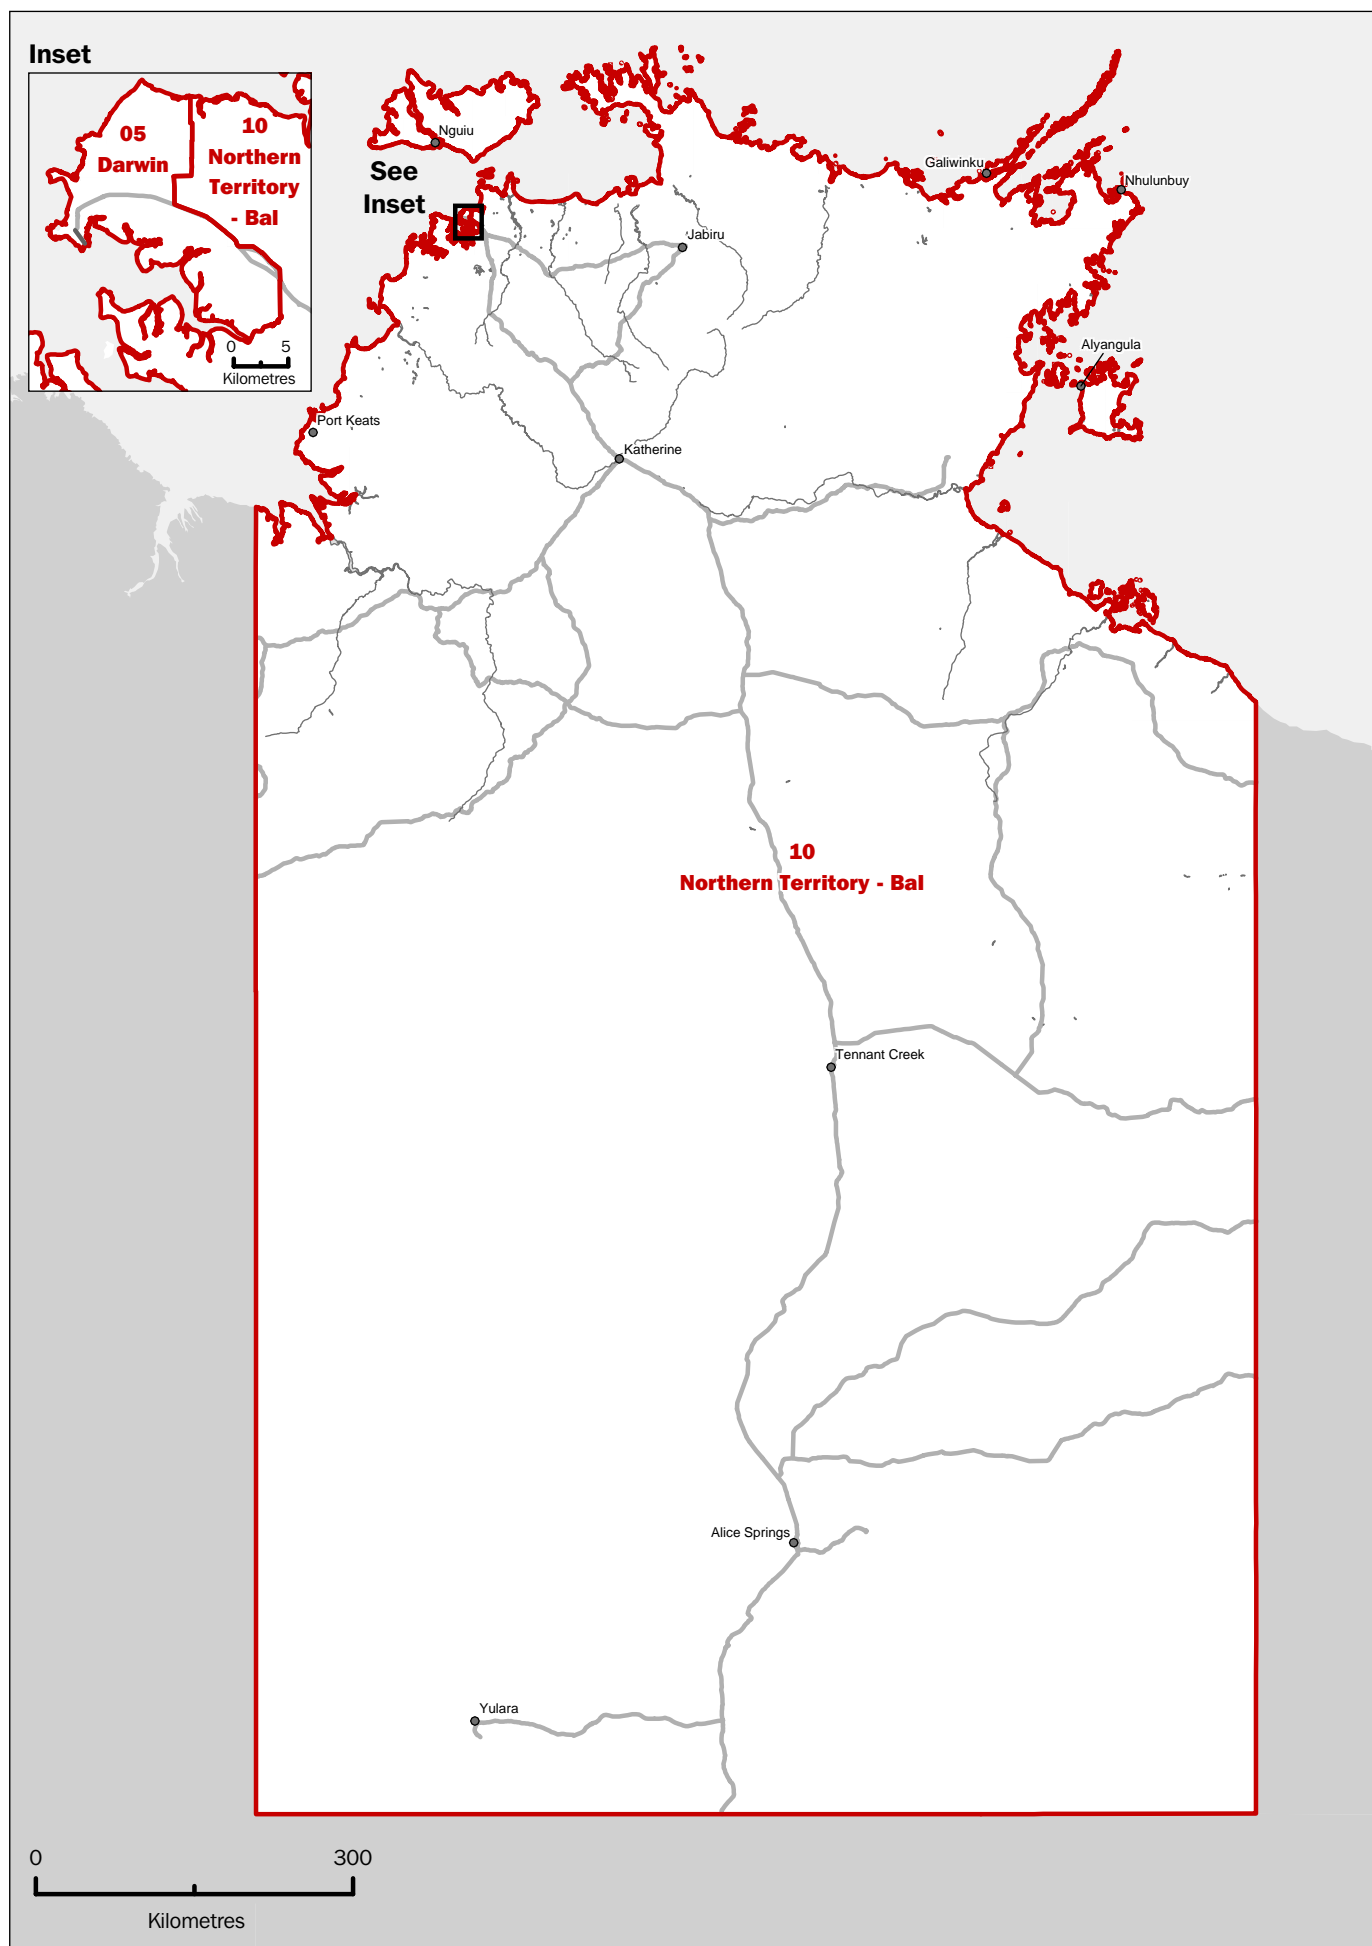 Inset
05
Darwin
10
Northern
Territory
- Bal
0 5
Kilometres
See
Inset
Nguiu
Galiwinku
Nhulunbuy
Jabiru
Alyangula
Port Keats
Katherine
10
Northern Territory - Bal
Tennant Creek
Alice Springs
Yulara
0 300
Kilometres